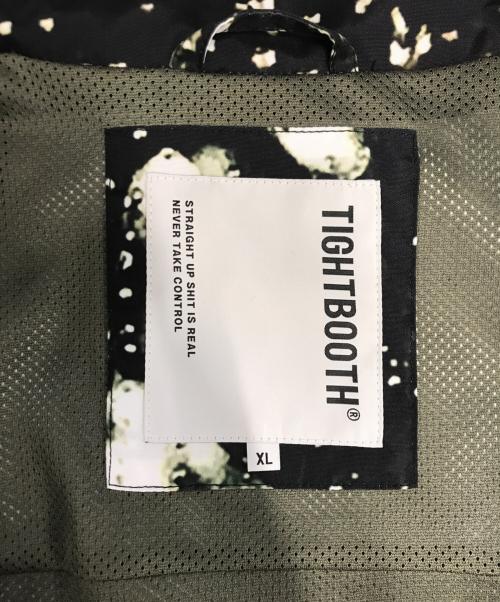 TIGHTBOOTH®
STRAIGHT UP SHIT IS REAL
NEVER TAKE CONTROL
XL